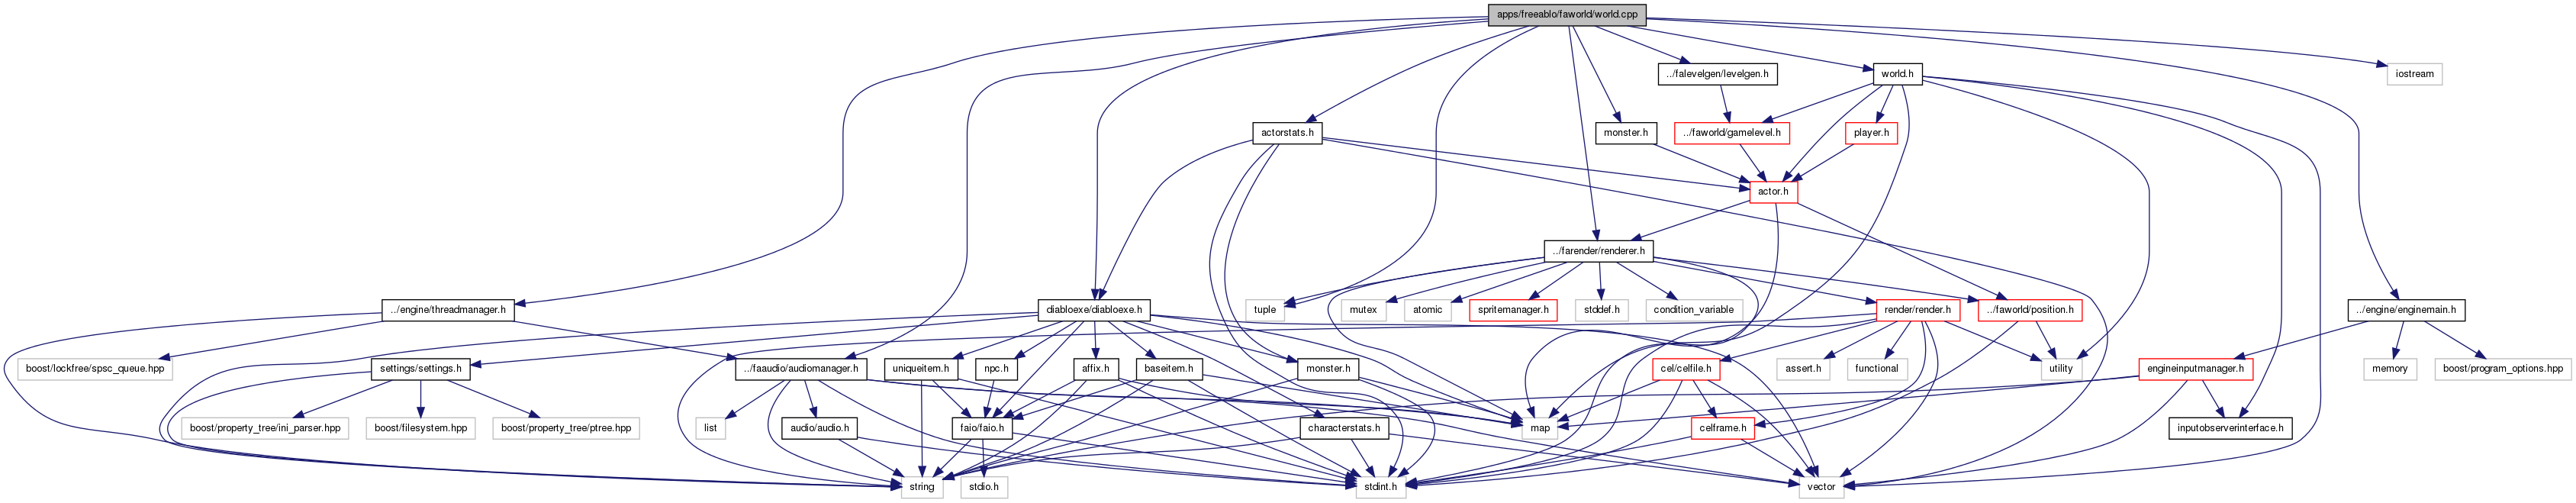 apps/freeablo/faworld/world.cpp
../falevelgen/levelgen.h
world.h
iostream
actorstats.h
monster.h
../faworld/gamelevel.h
player.h
actor.h
../farender/renderer.h
../engine/threadmanager.h
diabloexe/diabloexe.h
tuple
mutex
atomic
spritemanager.h
stddef.h
condition_variable
render/render.h
../faworld/position.h
../engine/enginemain.h
boost/lockfree/spsc_queue.hpp
settings/settings.h
../faaudio/audiomanager.h
uniqueitem.h
npc.h
affix.h
baseitem.h
monster.h
cel/celfile.h
assert.h
functional
utility
engineinputmanager.h
memory
boost/program_options.hpp
boost/property_tree/ini_parser.hpp
boost/filesystem.hpp
boost/property_tree/ptree.hpp
list
audio/audio.h
faio/faio.h
characterstats.h
map
celframe.h
inputobserverinterface.h
string
stdio.h
stdint.h
vector